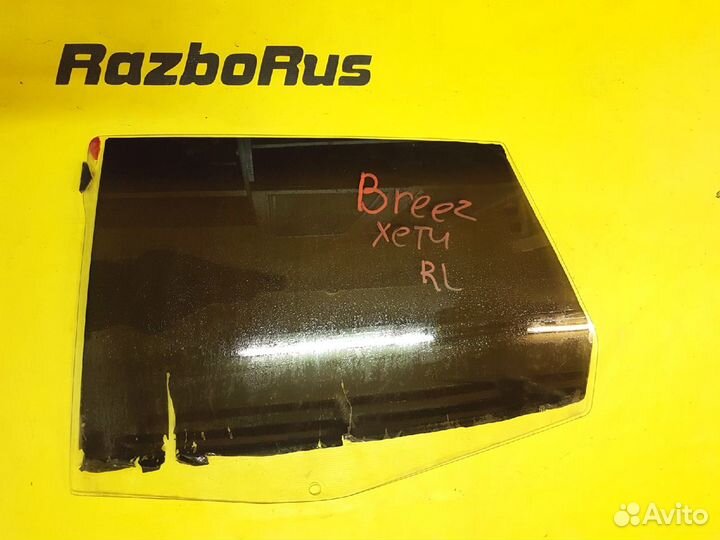 RazboRus
Breez
хетч
RL
Avito